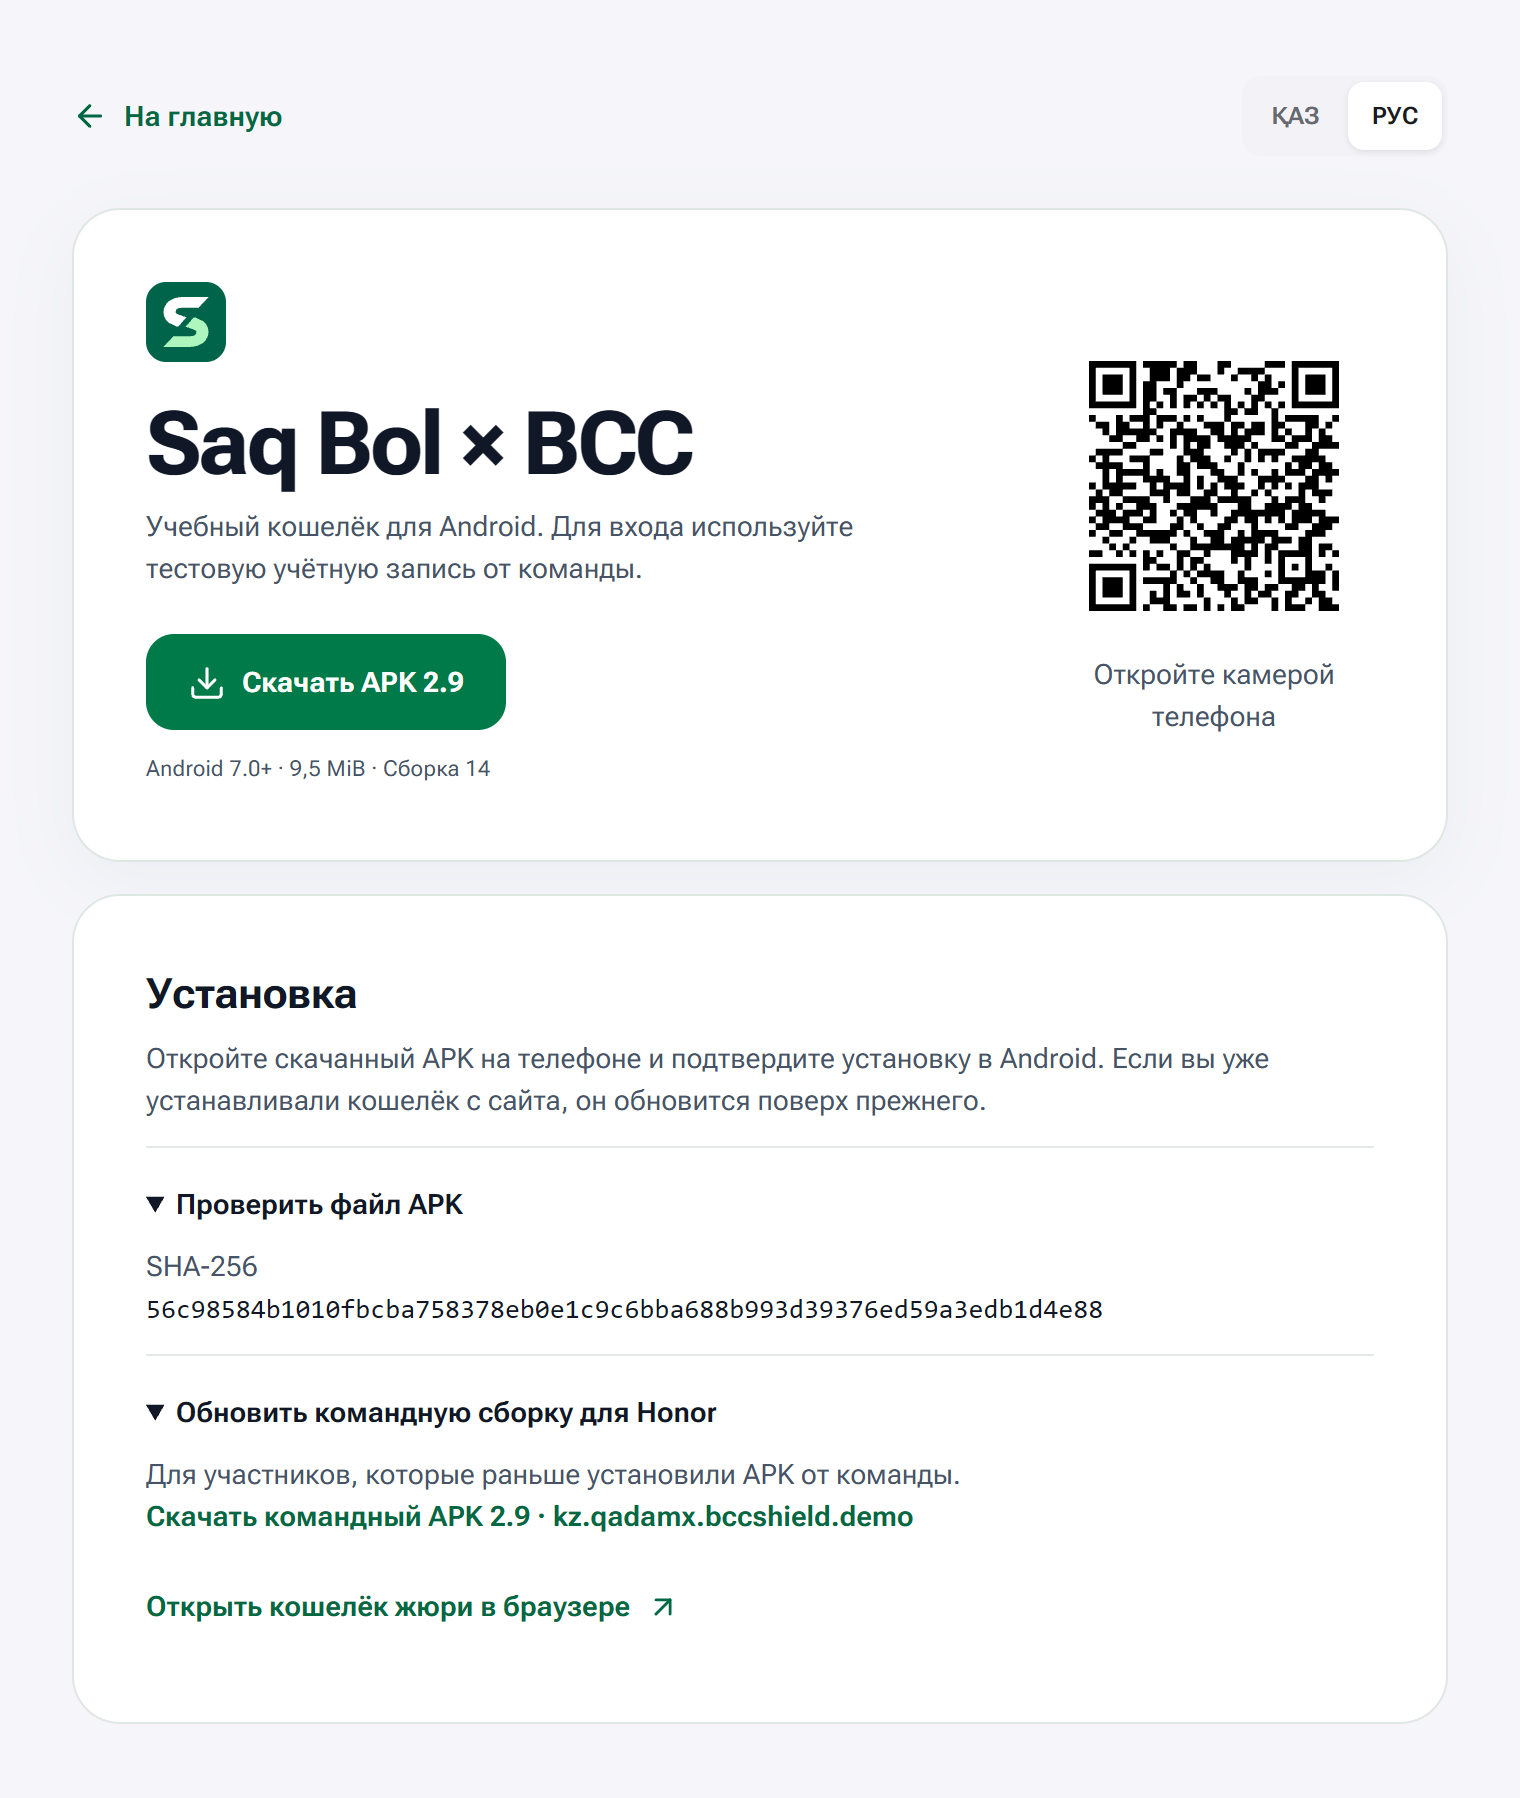 На главную
ҚАЗ
РУС
Saq Bol × BCC
Учебный кошелёк для Android. Для входа используйте
тестовую учётную запись от команды.
Скачать APK 2.9
Android 7.0+ · 9,5 MiB · Сборка 14
Откройте камерой
телефона
Установка
Откройте скачанный APK на телефоне и подтвердите установку в Android. Если вы уже
устанавливали кошелёк с сайта, он обновится поверх прежнего.
Проверить файл APK
SHA-256
56c98584b1010fbcba758378eb0e1c9c6bba688b993d39376ed59a3edb1d4e88
Обновить командную сборку для Honor
Для участников, которые раньше установили APK от команды.
Скачать командный APK 2.9 · kz.qadamx.bccshield.demo
Открыть кошелёк жюри в браузере